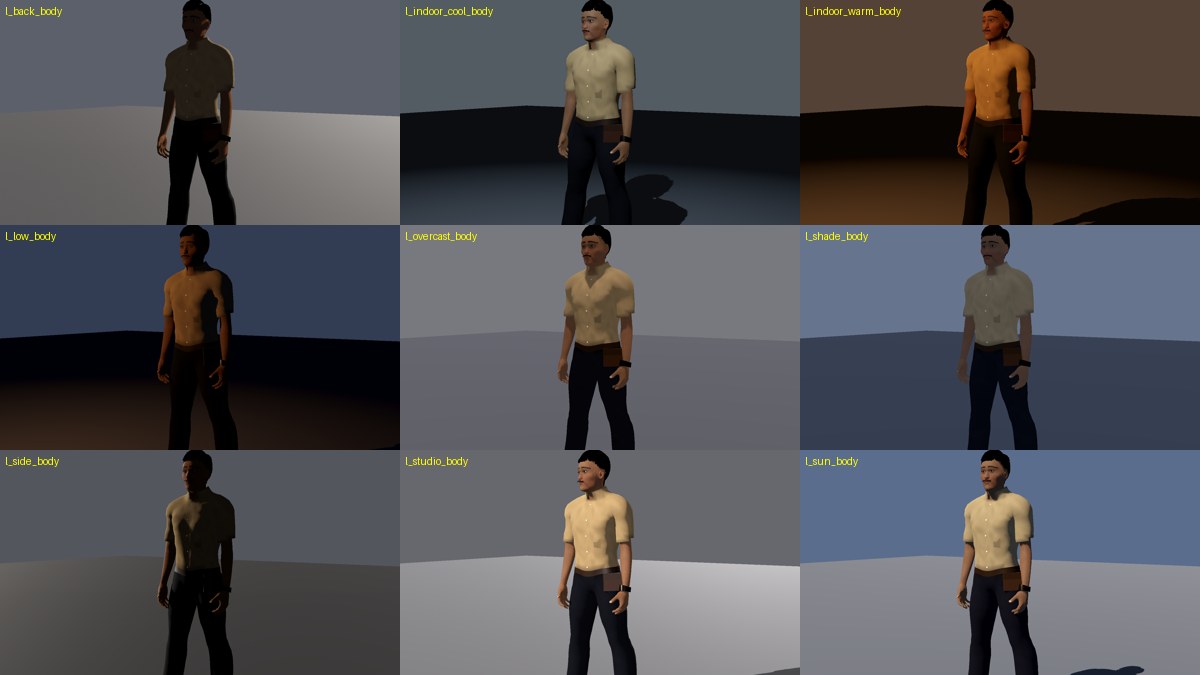 l_back_body
l_indoor_cool_body
l_indoor_warm_body
l_low_body
l_overcast_body
l_shade_body
l_side_body
l_studio_body
l_sun_body